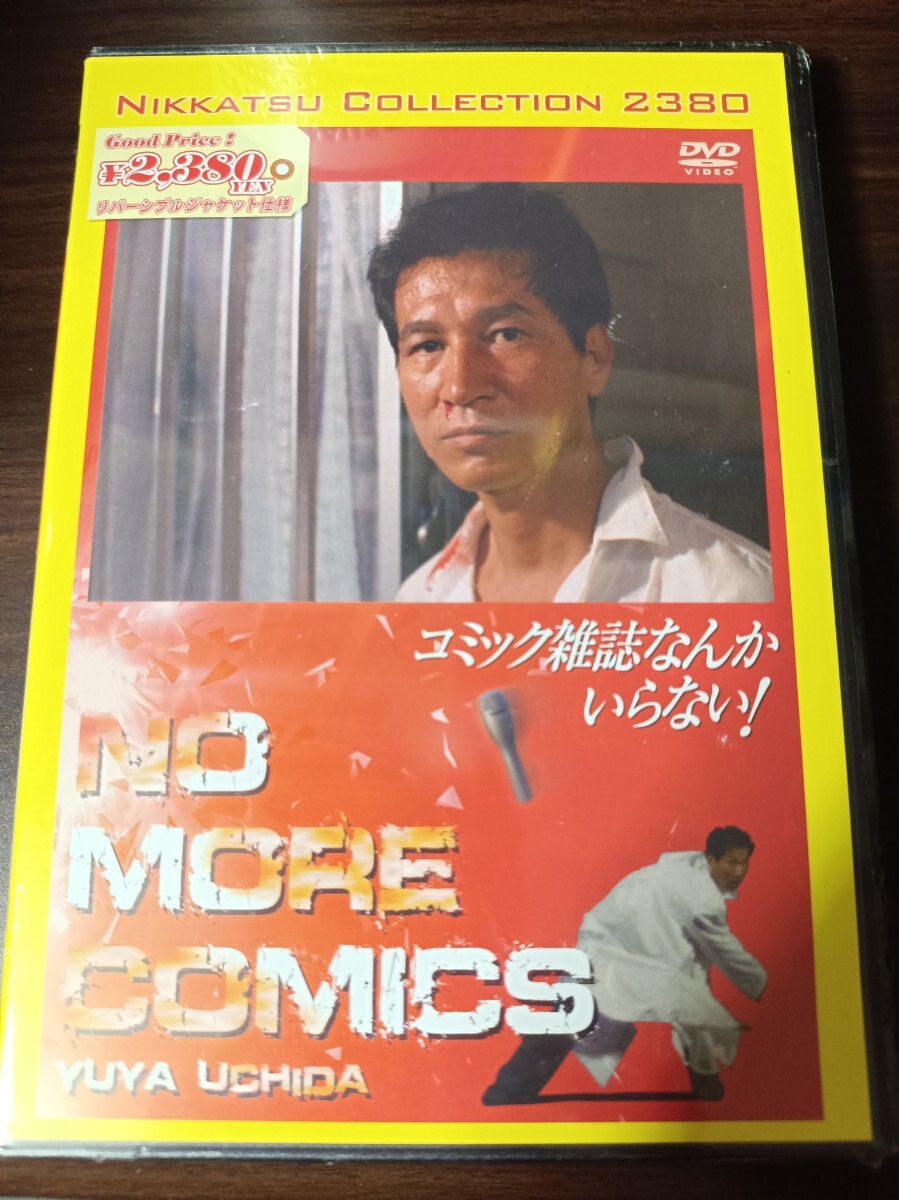 NIKKATSU COLLECTION 2380
Good Price!
¥2,380
YEN
リバーシブルジャケット仕様
DVD
VIDEO
コミック雑誌なんか
いらない!
NO
MORE
COMICS
YUYA UCHIDA